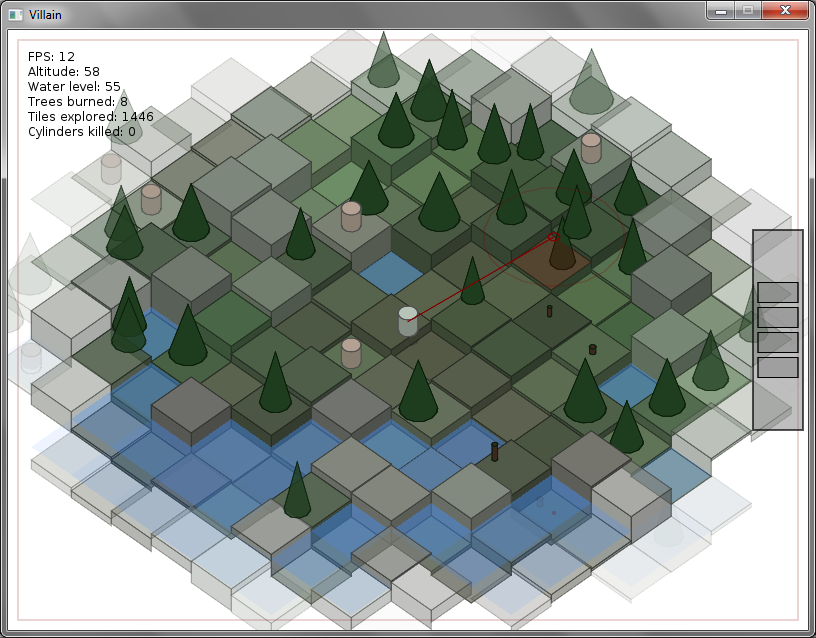 Villain
FPS: 12
Altitude: 58
Water level: 55
Trees burned: 8
Tiles explored: 1446
Cylinders killed: 0